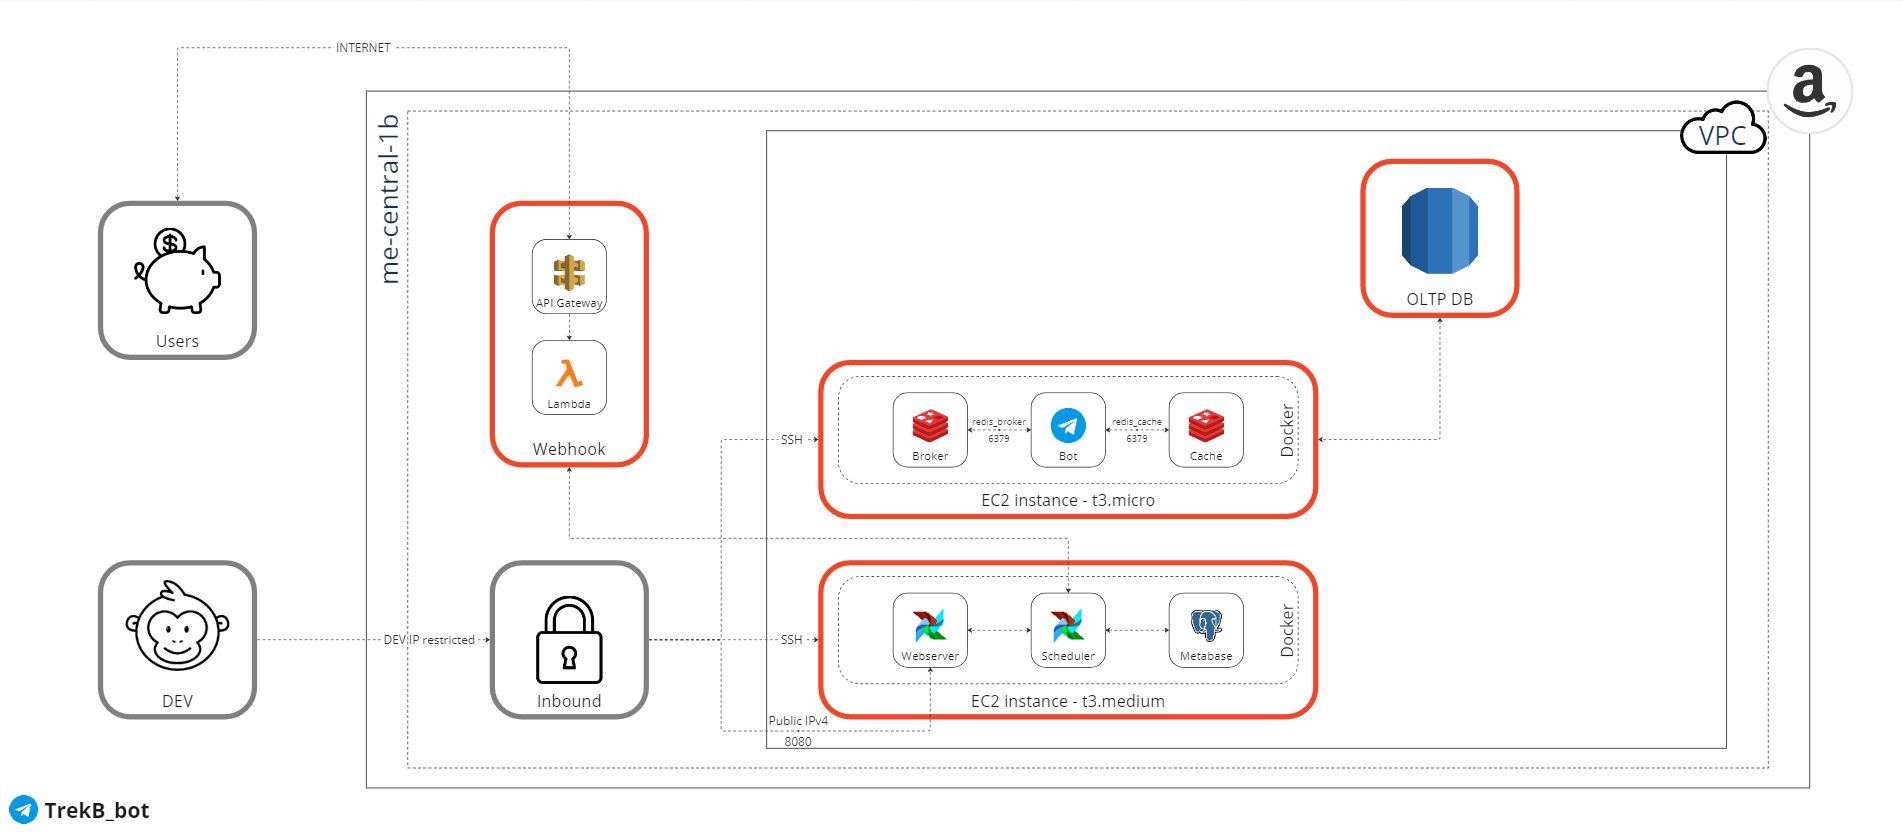 INTERNET
me-central-1b
a
VPC
Users
API Gateway
Lambda
Webhook
OLTP DB
SSH
Broker
redis_broker
6379
Bot
redis_cache
6379
Cache
Docker
EC2 instance - t3.micro
DEV
DEV IP restricted
Inbound
SSH
Webserver
Scheduler
Metabase
Docker
EC2 instance - t3.medium
Public IPv4
8080
TrekB_bot